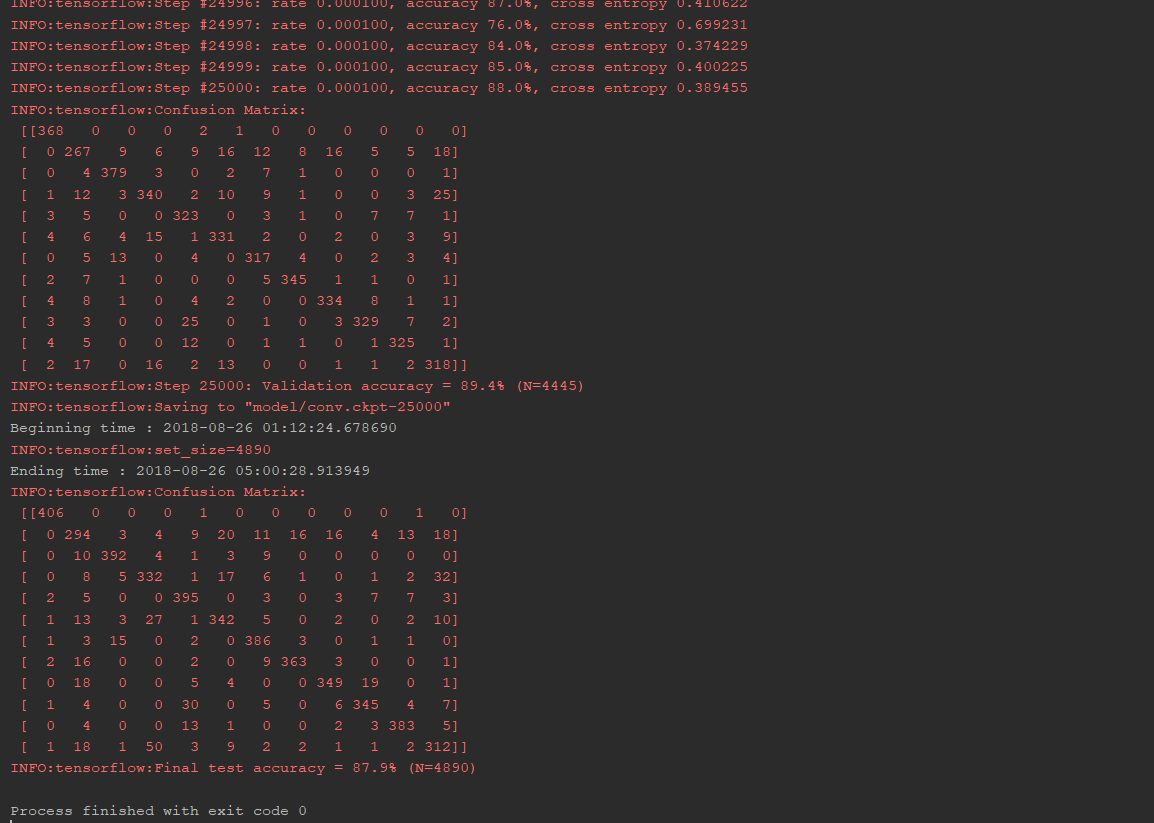 INFO:tensorflow:Step #24996: rate 0.000100, accuracy 87.0%, cross entropy 0.410622
INFO:tensorflow:Step #24997: rate 0.000100, accuracy 76.0%, cross entropy 0.699231
INFO:tensorflow:Step #24998: rate 0.000100, accuracy 84.0%, cross entropy 0.374229
INFO:tensorflow:Step #24999: rate 0.000100, accuracy 85.0%, cross entropy 0.400225
INFO:tensorflow:Step #25000: rate 0.000100, accuracy 88.0%, cross entropy 0.389455
INFO:tensorflow:Confusion Matrix:
 [[368   0   0   0   2   1   0   0   0   0   0   0]
 [  0 267   9   6   9  16  12   8  16   5   5  18]
 [  0   4 379   3   0   2   7   1   0   0   0   1]
 [  1  12   3 340   2  10   9   1   0   0   3  25]
 [  3   5   0   0 323   0   3   1   0   7   7   1]
 [  4   6   4  15   1 331   2   0   2   0   3   9]
 [  0   5  13   0   4   0 317   4   0   2   3   4]
 [  2   7   1   0   0   0   5 345   1   1   0   1]
 [  4   8   1   0   4   2   0   0 334   8   1   1]
 [  3   3   0   0  25   0   1   0   3 329   7   2]
 [  4   5   0   0  12   0   1   1   0   1 325   1]
 [  2  17   0  16   2  13   0   0   1   1   2 318]]
INFO:tensorflow:Step 25000: Validation accuracy = 89.4% (N=4445)
INFO:tensorflow:Saving to "model/conv.ckpt-25000"
Beginning time : 2018-08-26 01:12:24.678690
INFO:tensorflow:set_size=4890
Ending time : 2018-08-26 05:00:28.913949
INFO:tensorflow:Confusion Matrix:
 [[406   0   0   0   1   0   0   0   0   0   1   0]
 [  0 294   3   4   9  20  11  16  16   4  13  18]
 [  0  10 392   4   1   3   9   0   0   0   0   0]
 [  0   8   5 332   1  17   6   1   0   1   2  32]
 [  2   5   0   0 395   0   3   0   3   7   7   3]
 [  1  13   3  27   1 342   5   0   2   0   2  10]
 [  1   3  15   0   2   0 386   3   0   1   1   0]
 [  2  16   0   0   2   0   9 363   3   0   0   1]
 [  0  18   0   0   5   4   0   0 349  19   0   1]
 [  1   4   0   0  30   0   5   0   6 345   4   7]
 [  0   4   0   0  13   1   0   0   2   3 383   5]
 [  1  18   1  50   3   9   2   2   1   1   2 312]]
INFO:tensorflow:Final test accuracy = 87.9% (N=4890)
Process finished with exit code 0